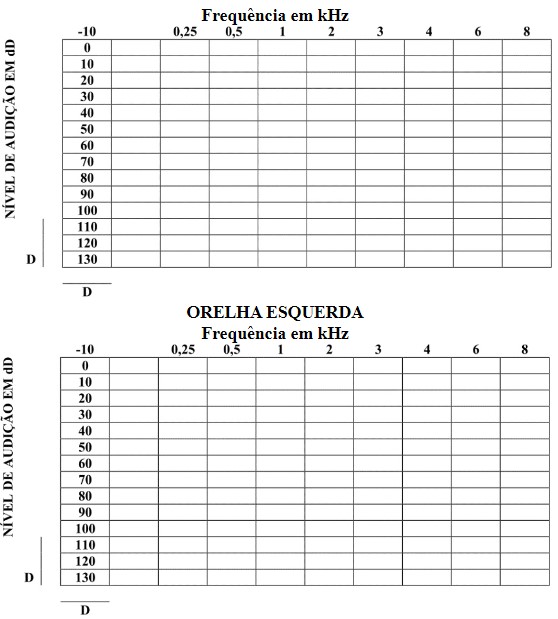 Frequência em kHz
-10 0,25 0,5 1 2 3 4 6 8
NÍVEL DE AUDIÇÃO EM dD
0
10
20
30
40
50
60
70
80
90
100
110
120
D 130
D
ORELHA ESQUERDA
Frequência em kHz
-10 0,25 0,5 1 2 3 4 6 8
NÍVEL DE AUDIÇÃO EM dD
0
10
20
30
40
50
60
70
80
90
100
110
120
D 130
D